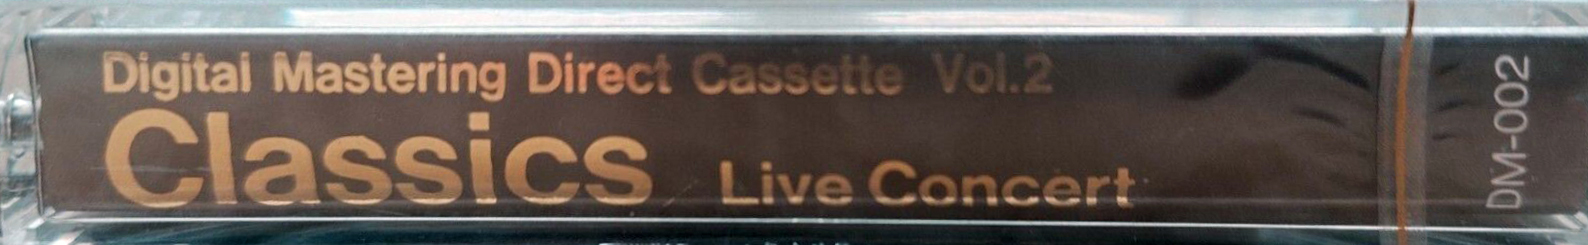 Digital Mastering Direct Cassette Vol.2
Classics Live Concert
DM-002